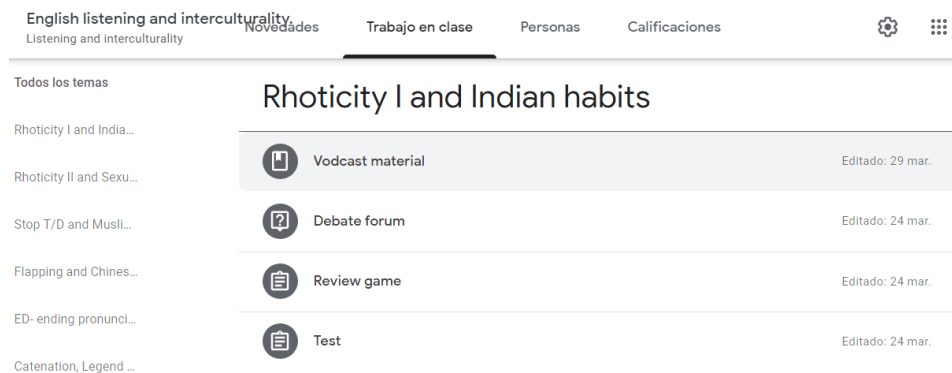 English listening and interculturality.
Listening and interculturality
Novedades
Trabajo en clase
Personas
Calificaciones
Todos los temas
Rhoticity I and India...
Rhoticity II and Sexu...
Stop T/D and Musli...
Flapping and Chines...
ED- ending pronunci...
Catenation, Legend ...
Rhoticity I and Indian habits
Vodcast material
Editado: 29 mar.
Debate forum
Editado: 24 mar.
Review game
Editado: 24 mar.
Test
Editado: 24 mar.